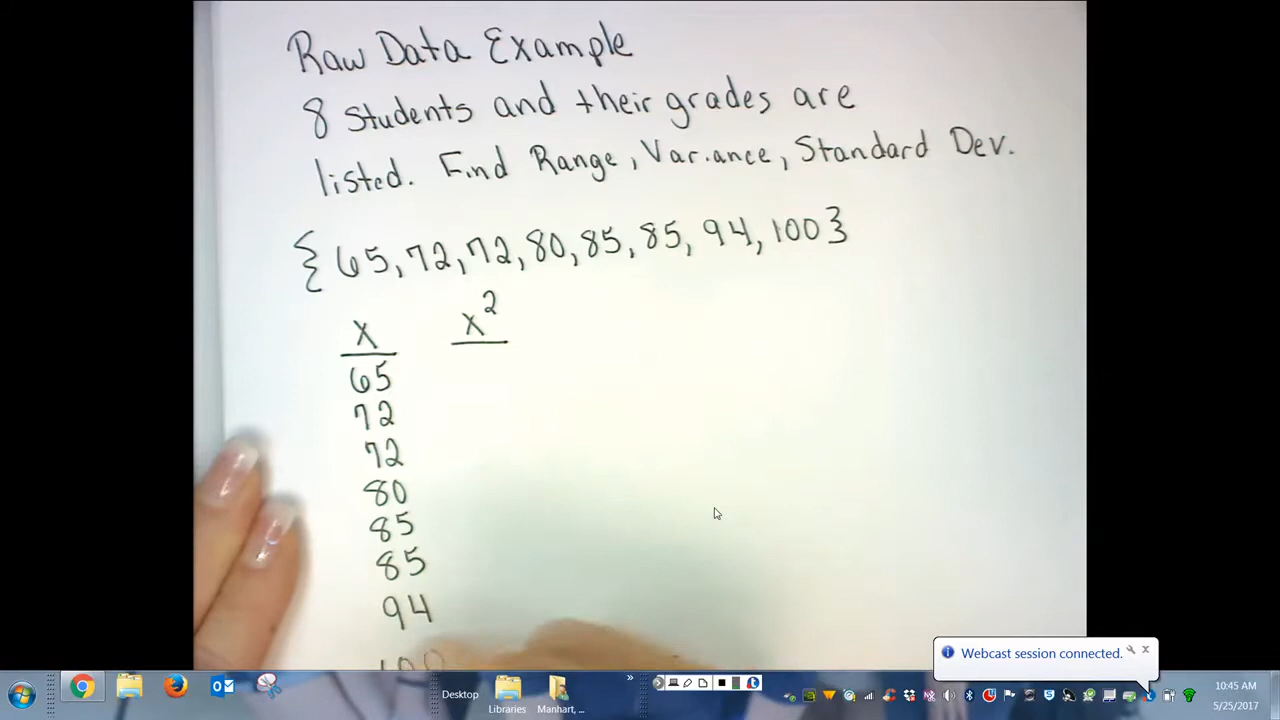 Raw Data Example
8 Students and their grades are
listed. Find Range, Variance, Standard Dev.
{65, 72, 72, 80, 85, 85, 94, 100}
x x²
65
72
72
80
85
85
94
100
Webcast session connected.
Desktop
Libraries
Manhart, ...
10:45 AM
5/25/2017